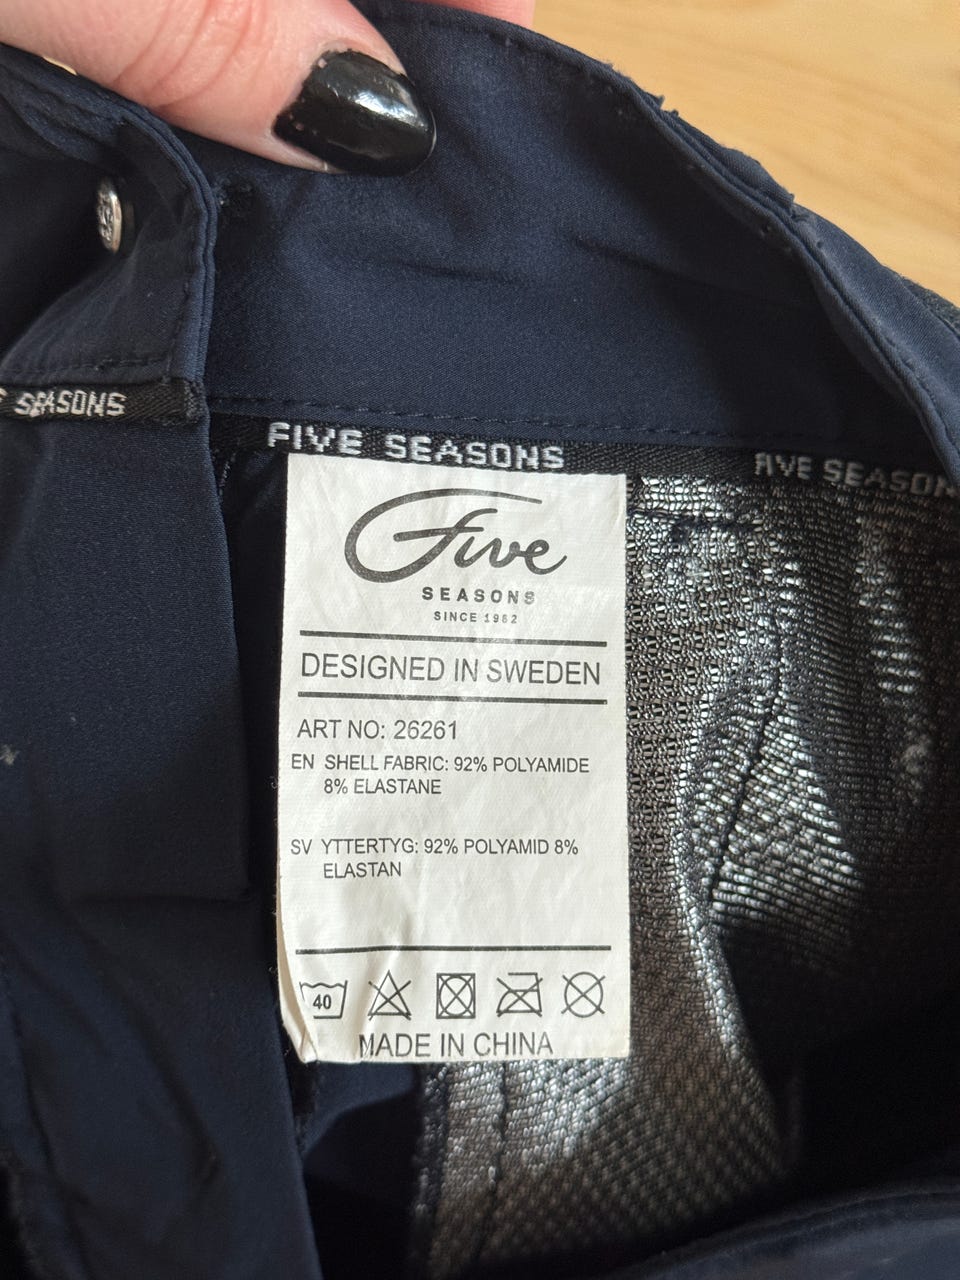 SEASONS
FIVE SEASONS
FIVE SEASON
Five
SEASONS
SINCE 1982
DESIGNED IN SWEDEN
ART NO: 26261
EN SHELL FABRIC: 92% POLYAMIDE
8% ELASTANE
SV YTTERTYG: 92% POLYAMID 8%
ELASTAN
40
MADE IN CHINA